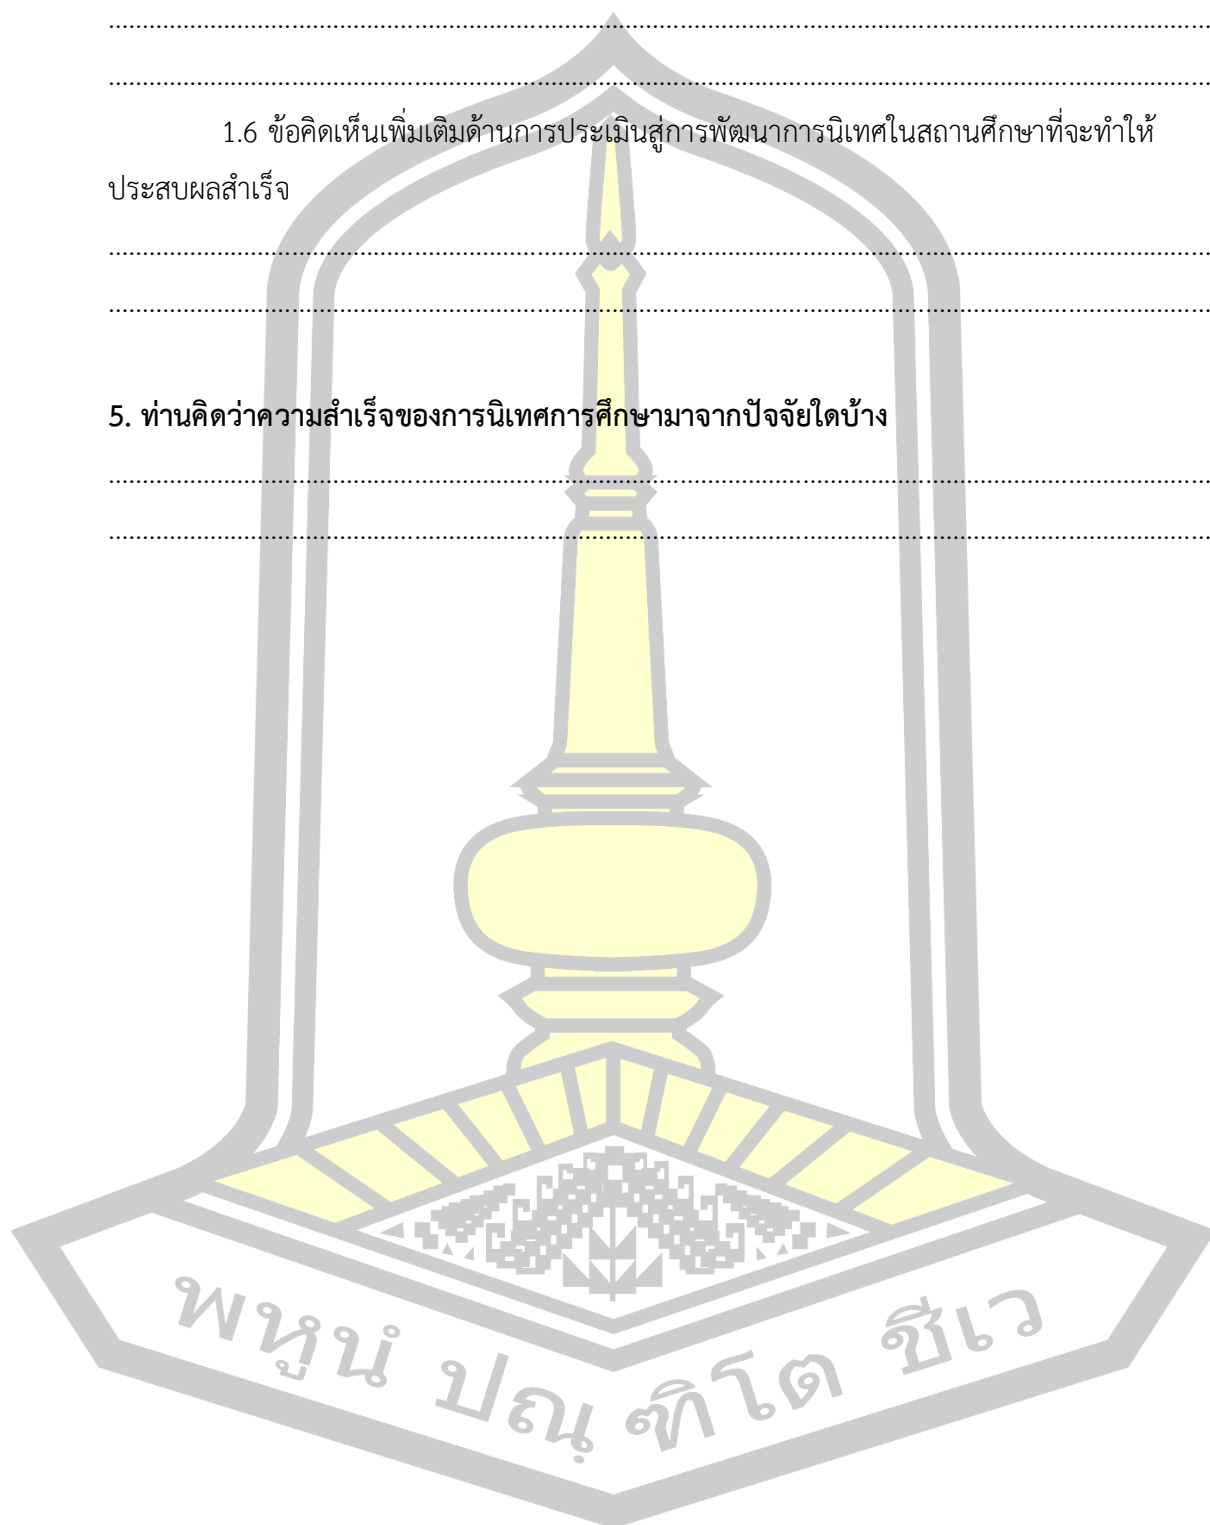 ........................................................................................................................................................................
........................................................................................................................................................................
1.6 ข้อคิดเห็นเพิ่มเติมด้านการประเมินสู่การพัฒนาการนิเทศในสถานศึกษาที่จะทำให้
ประสบผลสำเร็จ
........................................................................................................................................................................
........................................................................................................................................................................
5. ท่านคิดว่าความสำเร็จของการนิเทศการศึกษามาจากปัจจัยใดบ้าง
........................................................................................................................................................................
........................................................................................................................................................................
พหูนํ ปณฺฑิโต ชีเว